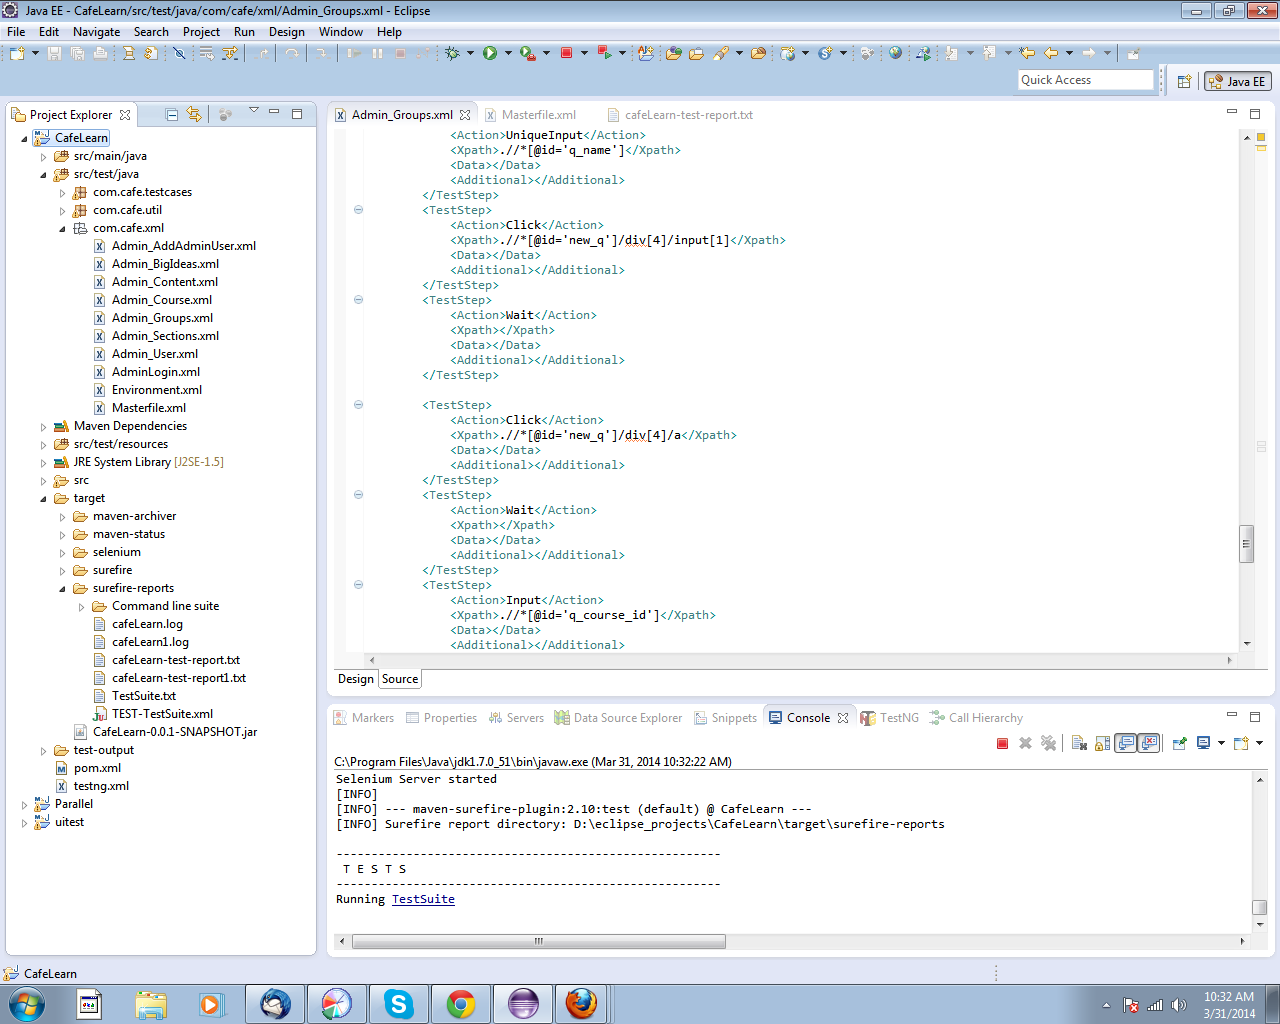 Java EE - CafeLearn/src/test/java/com/cafe/xml/Admin_Groups.xml - Eclipse
File Edit Navigate Search Project Run Design Window Help
Quick Access
Java EE
Project Explorer
CafeLearn
src/main/java
src/test/java
com.cafe.testcases
com.cafe.util
com.cafe.xml
Admin_AddAdminUser.xml
Admin_BigIdeas.xml
Admin_Content.xml
Admin_Course.xml
Admin_Groups.xml
Admin_Sections.xml
Admin_User.xml
AdminLogin.xml
Environment.xml
Masterfile.xml
Maven Dependencies
src/test/resources
JRE System Library [J2SE-1.5]
src
target
maven-archiver
maven-status
selenium
surefire
surefire-reports
Command line suite
cafeLearn.log
cafeLearn1.log
cafeLearn-test-report.txt
cafeLearn-test-report1.txt
TestSuite.txt
TEST-TestSuite.xml
CafeLearn-0.0.1-SNAPSHOT.jar
test-output
pom.xml
testng.xml
Parallel
uitest
Admin_Groups.xml Masterfile.xml cafeLearn-test-report.txt
<Action>UniqueInput</Action>
<Xpath>.//*[@id='q_name']</Xpath>
<Data></Data>
<Additional></Additional>
</TestStep>
<TestStep>
<Action>Click</Action>
<Xpath>.//*[@id='new_q']/div[4]/input[1]</Xpath>
<Data></Data>
<Additional></Additional>
</TestStep>
<TestStep>
<Action>Wait</Action>
<Xpath></Xpath>
<Data></Data>
<Additional></Additional>
</TestStep>
<TestStep>
<Action>Click</Action>
<Xpath>.//*[@id='new_q']/div[4]/a</Xpath>
<Data></Data>
<Additional></Additional>
</TestStep>
<TestStep>
<Action>Wait</Action>
<Xpath></Xpath>
<Data></Data>
<Additional></Additional>
</TestStep>
<TestStep>
<Action>Input</Action>
<Xpath>.//*[@id='q_course_id']</Xpath>
<Data></Data>
<Additional></Additional>
Design Source
Markers Properties Servers Data Source Explorer Snippets Console TestNG Call Hierarchy
C:\Program Files\Java\jdk1.7.0_51\bin\javaw.exe (Mar 31, 2014 10:32:22 AM)
Selenium Server started
[INFO]
[INFO] --- maven-surefire-plugin:2.10:test (default) @ CafeLearn ---
[INFO] Surefire report directory: D:\eclipse_projects\CafeLearn\target\surefire-reports
-------------------------------------------------------
T E S T S
-------------------------------------------------------
Running TestSuite
CafeLearn
10:32 AM
3/31/2014